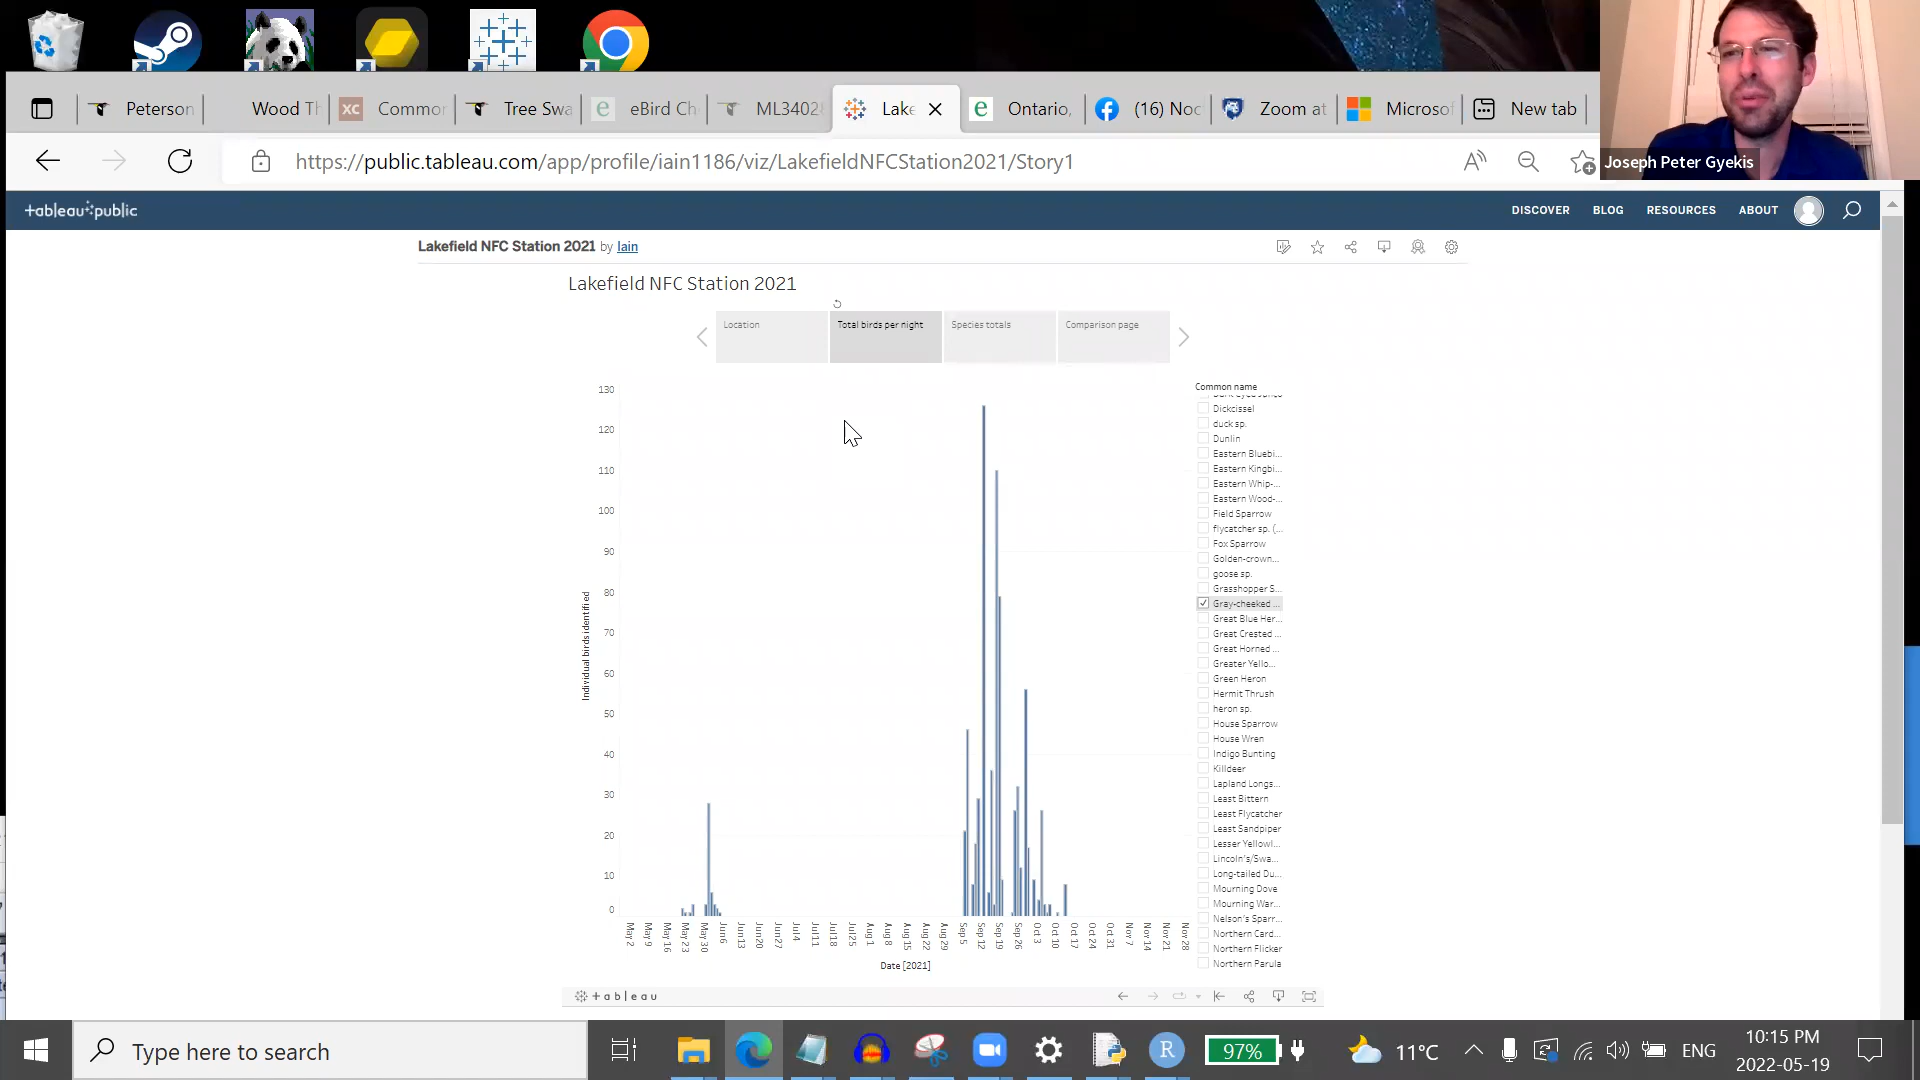 Peterson
Wood Th
XC Common
Tree Swa
eBird Ch
ML3402
Lake
Ontario,
(16) Noc
Zoom at
Microsof
New tab
https://public.tableau.com/app/profile/iain1186/viz/LakefieldNFCStation2021/Story1
Joseph Peter Gyekis
+ableau public
DISCOVER BLOG RESOURCES ABOUT
Lakefield NFC Station 2021 by Iain
Lakefield NFC Station 2021
Location
Total birds per night
Species totals
Comparison page
Individual birds identified
130
120
110
100
90
80
70
60
50
40
30
20
10
0
May 2
May 9
May 16
May 23
May 30
Jun 6
Jun 13
Jun 20
Jun 27
Jul 4
Jul 11
Jul 18
Jul 25
Aug 1
Aug 8
Aug 15
Aug 22
Aug 29
Sep 5
Sep 12
Sep 19
Sep 26
Oct 3
Oct 10
Oct 17
Oct 24
Oct 31
Nov 7
Nov 14
Nov 21
Nov 28
Date [2021]
Common name
Dickcissel
duck sp.
Dunlin
Eastern Bluebi...
Eastern Kingbi...
Eastern Whip-...
Eastern Wood-...
Field Sparrow
flycatcher sp. (...
Fox Sparrow
Golden-crown...
goose sp.
Grasshopper S...
Gray-cheeked ...
Great Blue Her...
Great Crested ...
Great Horned ...
Greater Yello...
Green Heron
Hermit Thrush
heron sp.
House Sparrow
House Wren
Indigo Bunting
Killdeer
Lapland Longs...
Least Bittern
Least Flycatcher
Least Sandpiper
Lesser Yellowl...
Lincoln's/Swa...
Long-tailed Du...
Mourning Dove
Mourning War...
Nelson's Sparr...
Northern Card...
Northern Flicker
Northern Parula
+ableau
Type here to search
R
97%
11°C
ENG
10:15 PM
2022-05-19